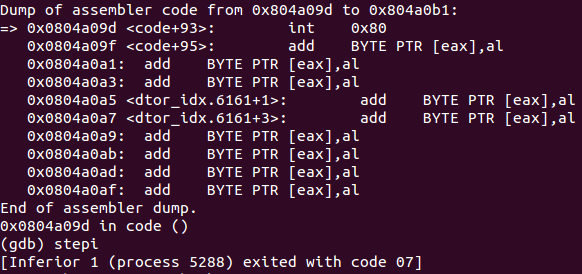 Dump of assembler code from 0x804a09d to 0x804a0b1:
=> 0x0804a09d <code+93>: int 0x80
0x0804a09f <code+95>: add BYTE PTR [eax],al
0x0804a0a1: add BYTE PTR [eax],al
0x0804a0a3: add BYTE PTR [eax],al
0x0804a0a5 <dtor_idx.6161+1>: add BYTE PTR [eax],al
0x0804a0a7 <dtor_idx.6161+3>: add BYTE PTR [eax],al
0x0804a0a9: add BYTE PTR [eax],al
0x0804a0ab: add BYTE PTR [eax],al
0x0804a0ad: add BYTE PTR [eax],al
0x0804a0af: add BYTE PTR [eax],al
End of assembler dump.
0x0804a09d in code ()
(gdb) stepi
[Inferior 1 (process 5288) exited with code 07]